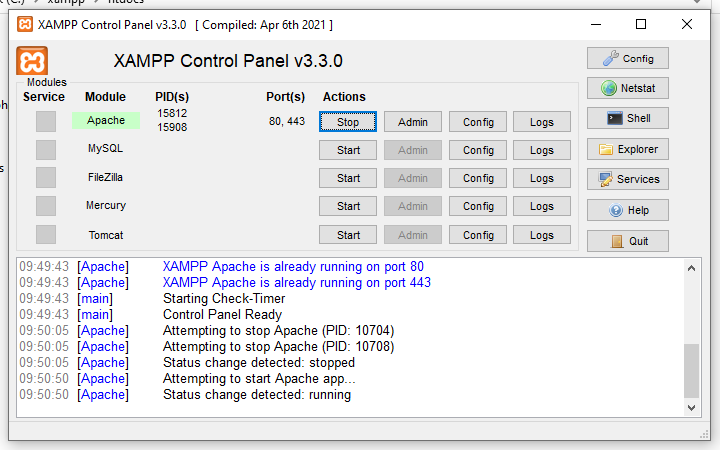 xampp
htdocs
XAMPP Control Panel v3.3.0 [ Compiled: Apr 6th 2021 ]
XAMPP Control Panel v3.3.0
Config
Modules
Service Module PID(s) Port(s) Actions
Netstat
Apache 15812 15908 80, 443 Stop Admin Config Logs
Shell
MySQL Start Admin Config Logs
Explorer
FileZilla Start Admin Config Logs
Services
Mercury Start Admin Config Logs
Help
Tomcat Start Admin Config Logs
Quit
09:49:43 [Apache] XAMPP Apache is already running on port 80
09:49:43 [Apache] XAMPP Apache is already running on port 443
09:49:43 [main] Starting Check-Timer
09:49:43 [main] Control Panel Ready
09:50:05 [Apache] Attempting to stop Apache (PID: 10704)
09:50:05 [Apache] Attempting to stop Apache (PID: 10708)
09:50:05 [Apache] Status change detected: stopped
09:50:50 [Apache] Attempting to start Apache app...
09:50:50 [Apache] Status change detected: running